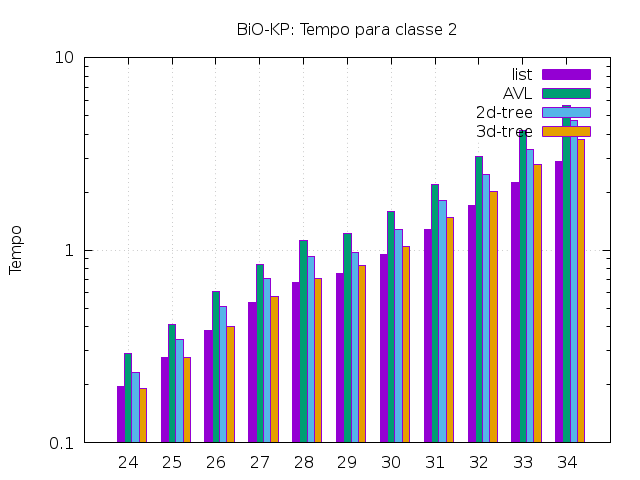 BiO-KP: Tempo para classe 2
10
1
0.1
Tempo
list
AVL
2d-tree
3d-tree
24 25 26 27 28 29 30 31 32 33 34